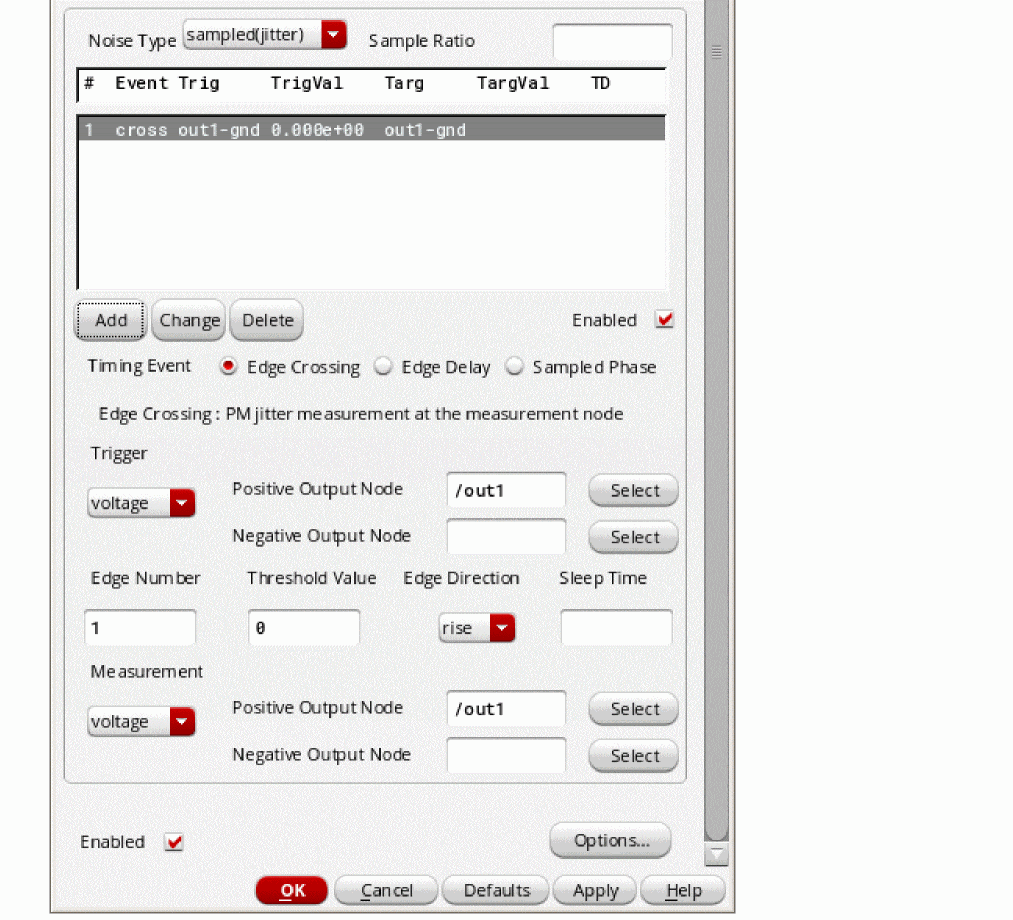 Noise Type sampled(jitter) Sample Ratio
# Event Trig TrigVal Targ TargVal TD
1 cross out1-gnd 0.000e+00 out1-gnd
Add Change Delete Enabled
Timing Event Edge Crossing Edge Delay Sampled Phase
Edge Crossing : PM jitter measurement at the measurement node
Trigger
voltage Positive Output Node /out1 Select
Negative Output Node Select
Edge Number Threshold Value Edge Direction Sleep Time
1 0 rise
Measurement
voltage Positive Output Node /out1 Select
Negative Output Node Select
Enabled Options...
OK Cancel Defaults Apply Help